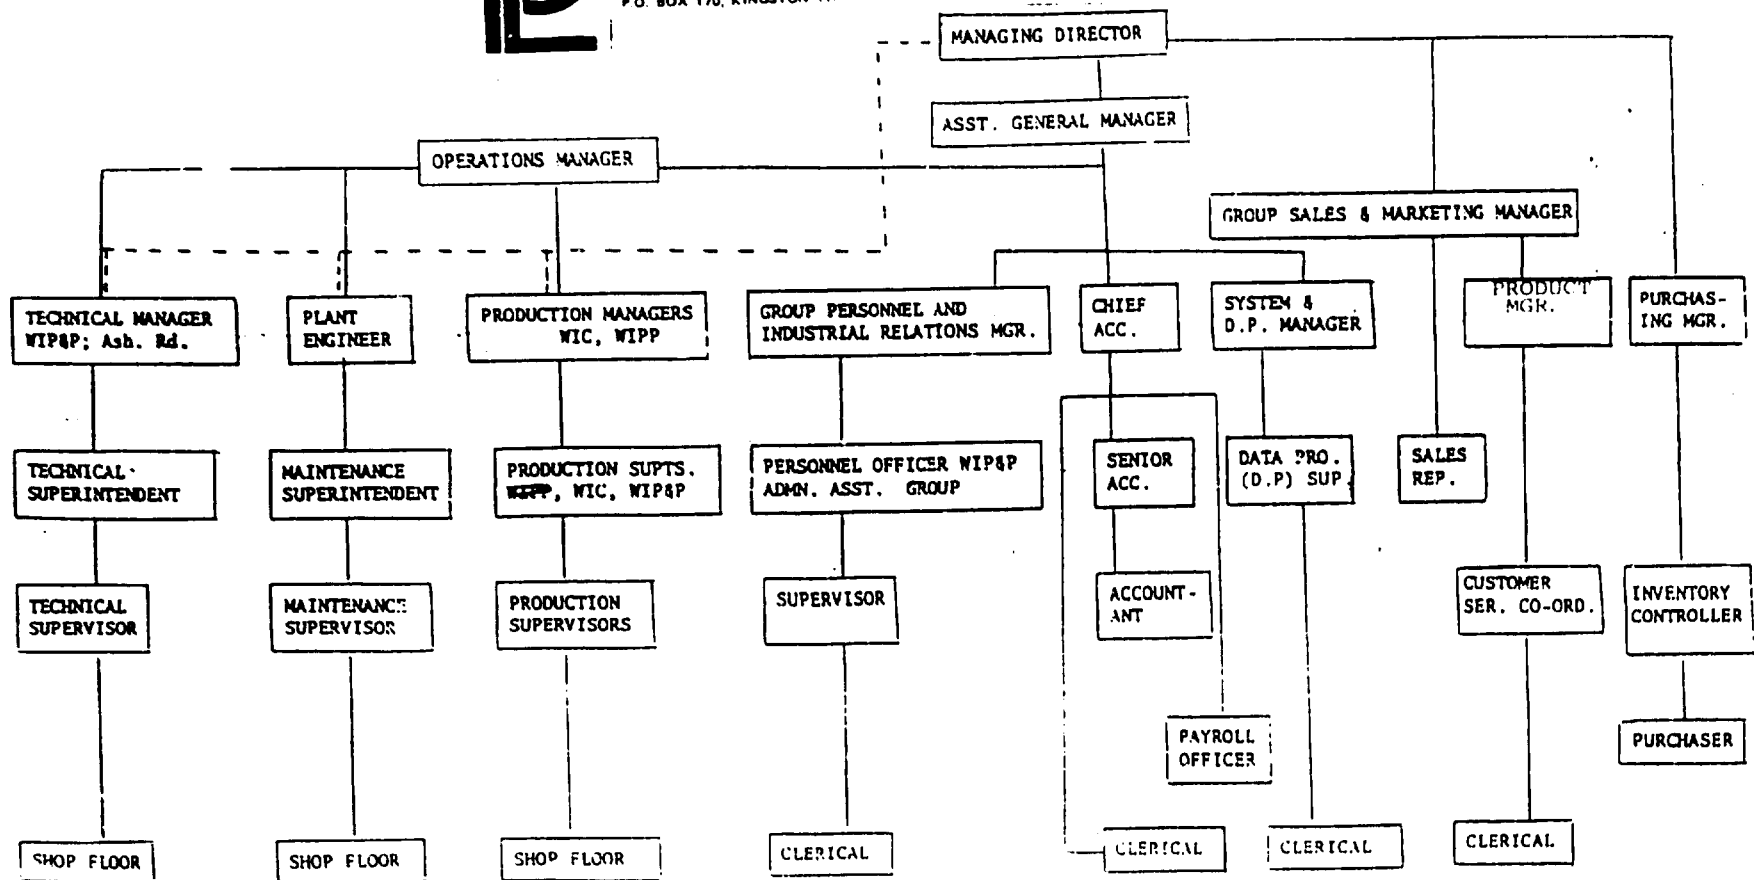 P.O. BOX 170, KINGSTON
MANAGING DIRECTOR
ASST. GENERAL MANAGER
OPERATIONS MANAGER
GROUP SALES & MARKETING MANAGER
TECHNICAL MANAGER
WIP&P; Ash. Rd.
PLANT
ENGINEER
PRODUCTION MANAGERS
WIC, WIPP
GROUP PERSONNEL AND
INDUSTRIAL RELATIONS MGR.
CHIEF
ACC.
SYSTEM &
D.P. MANAGER
PRODUCT
MGR.
PURCHAS-
ING MGR.
TECHNICAL
SUPERINTENDENT
MAINTENANCE
SUPERINTENDENT
PRODUCTION SUPTS.
WIC, WIP&P
PERSONNEL OFFICER WIP&P
ADMN. ASST. GROUP
SENIOR
ACC.
DATA PRO.
(D.P) SUP.
SALES
REP.
TECHNICAL
SUPERVISOR
MAINTENANCE
SUPERVISOR
PRODUCTION
SUPERVISORS
SUPERVISOR
ACCOUNT-
ANT
CUSTOMER
SER. CO-ORD.
INVENTORY
CONTROLLER
PAYROLL
OFFICER
PURCHASER
SHOP FLOOR
SHOP FLOOR
SHOP FLOOR
CLERICAL
CLERICAL
CLERICAL
CLERICAL